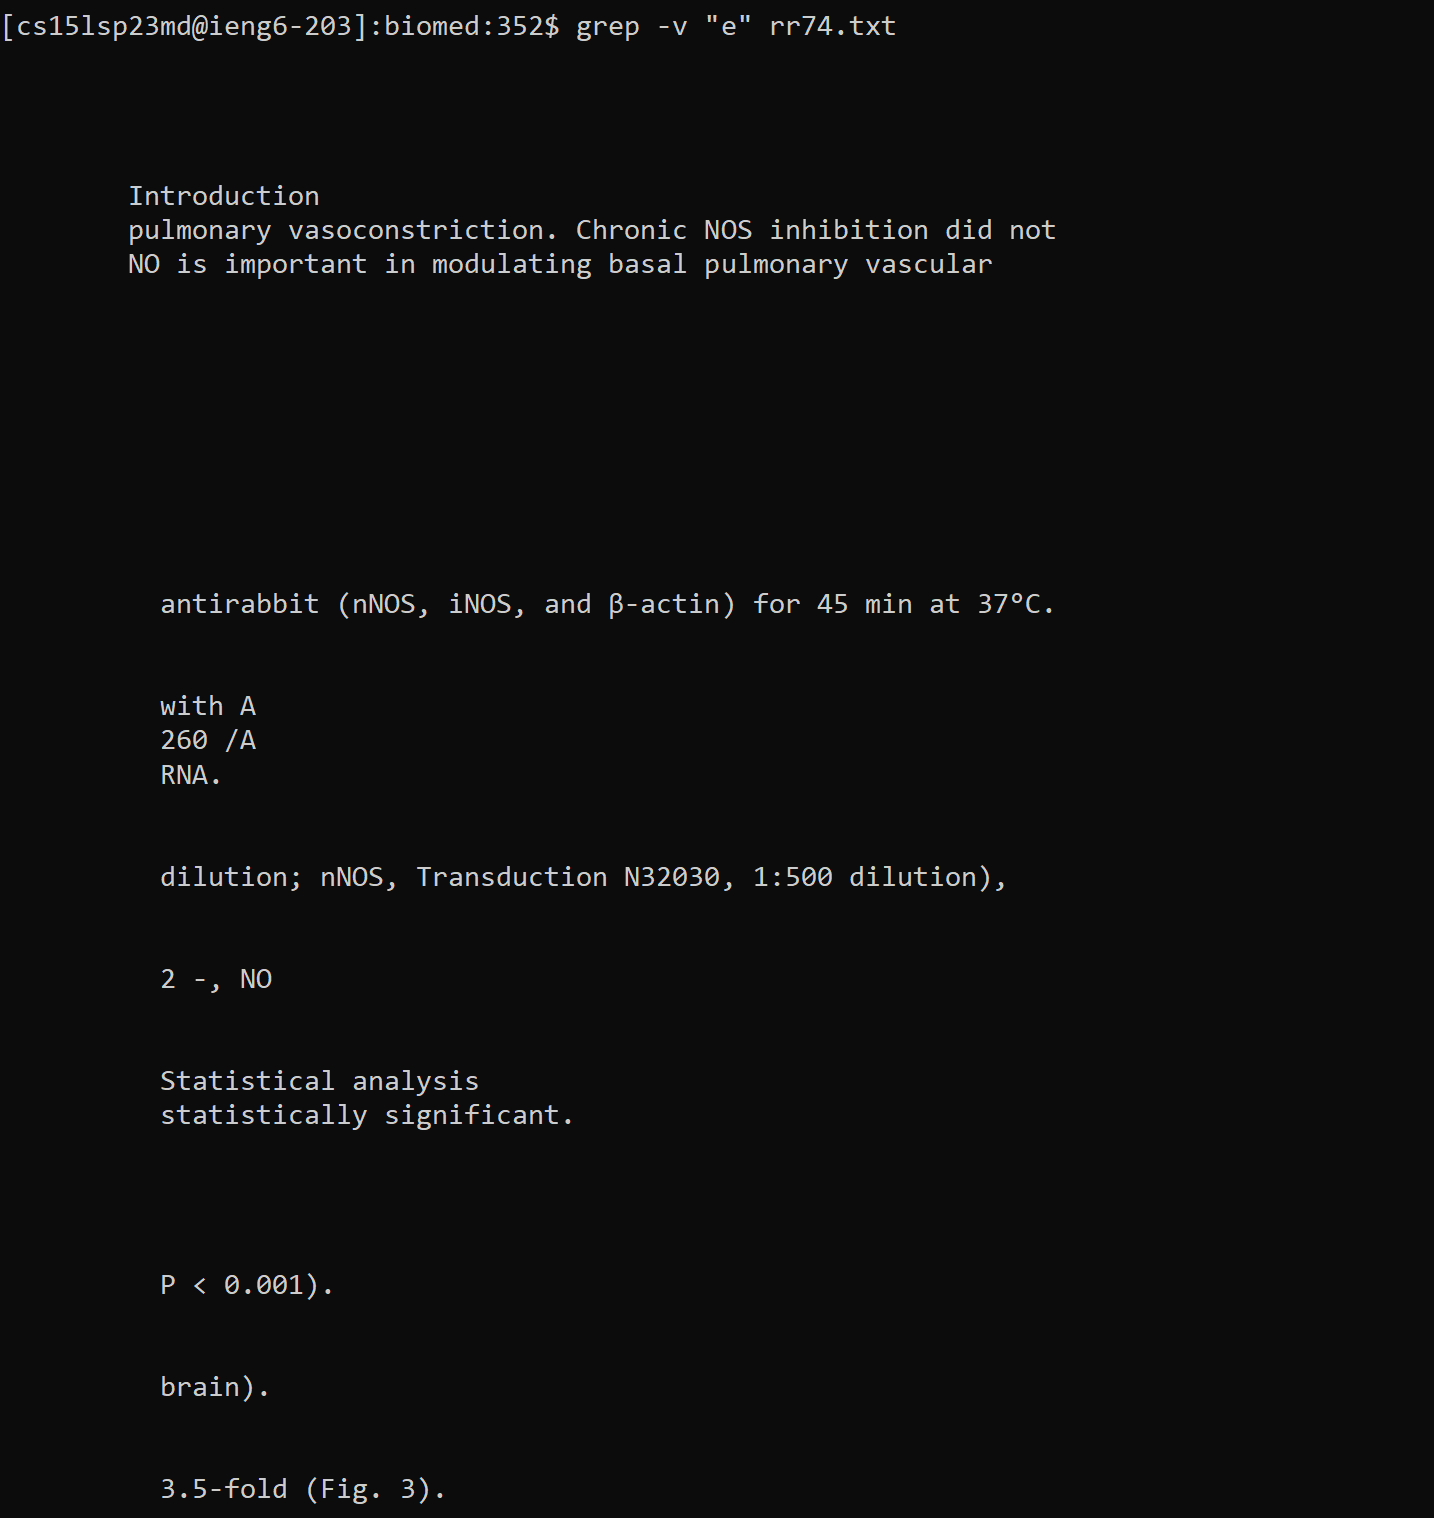 [cs15lsp23md@ieng6-203]:biomed:352$ grep -v "e" rr74.txt
Introduction
pulmonary vasoconstriction. Chronic NOS inhibition did not
NO is important in modulating basal pulmonary vascular
antirabbit (nNOS, iNOS, and β-actin) for 45 min at 37°C.
with A
260 /A
RNA.
dilution; nNOS, Transduction N32030, 1:500 dilution),
2 -, NO
Statistical analysis
statistically significant.
P < 0.001).
brain).
3.5-fold (Fig. 3).